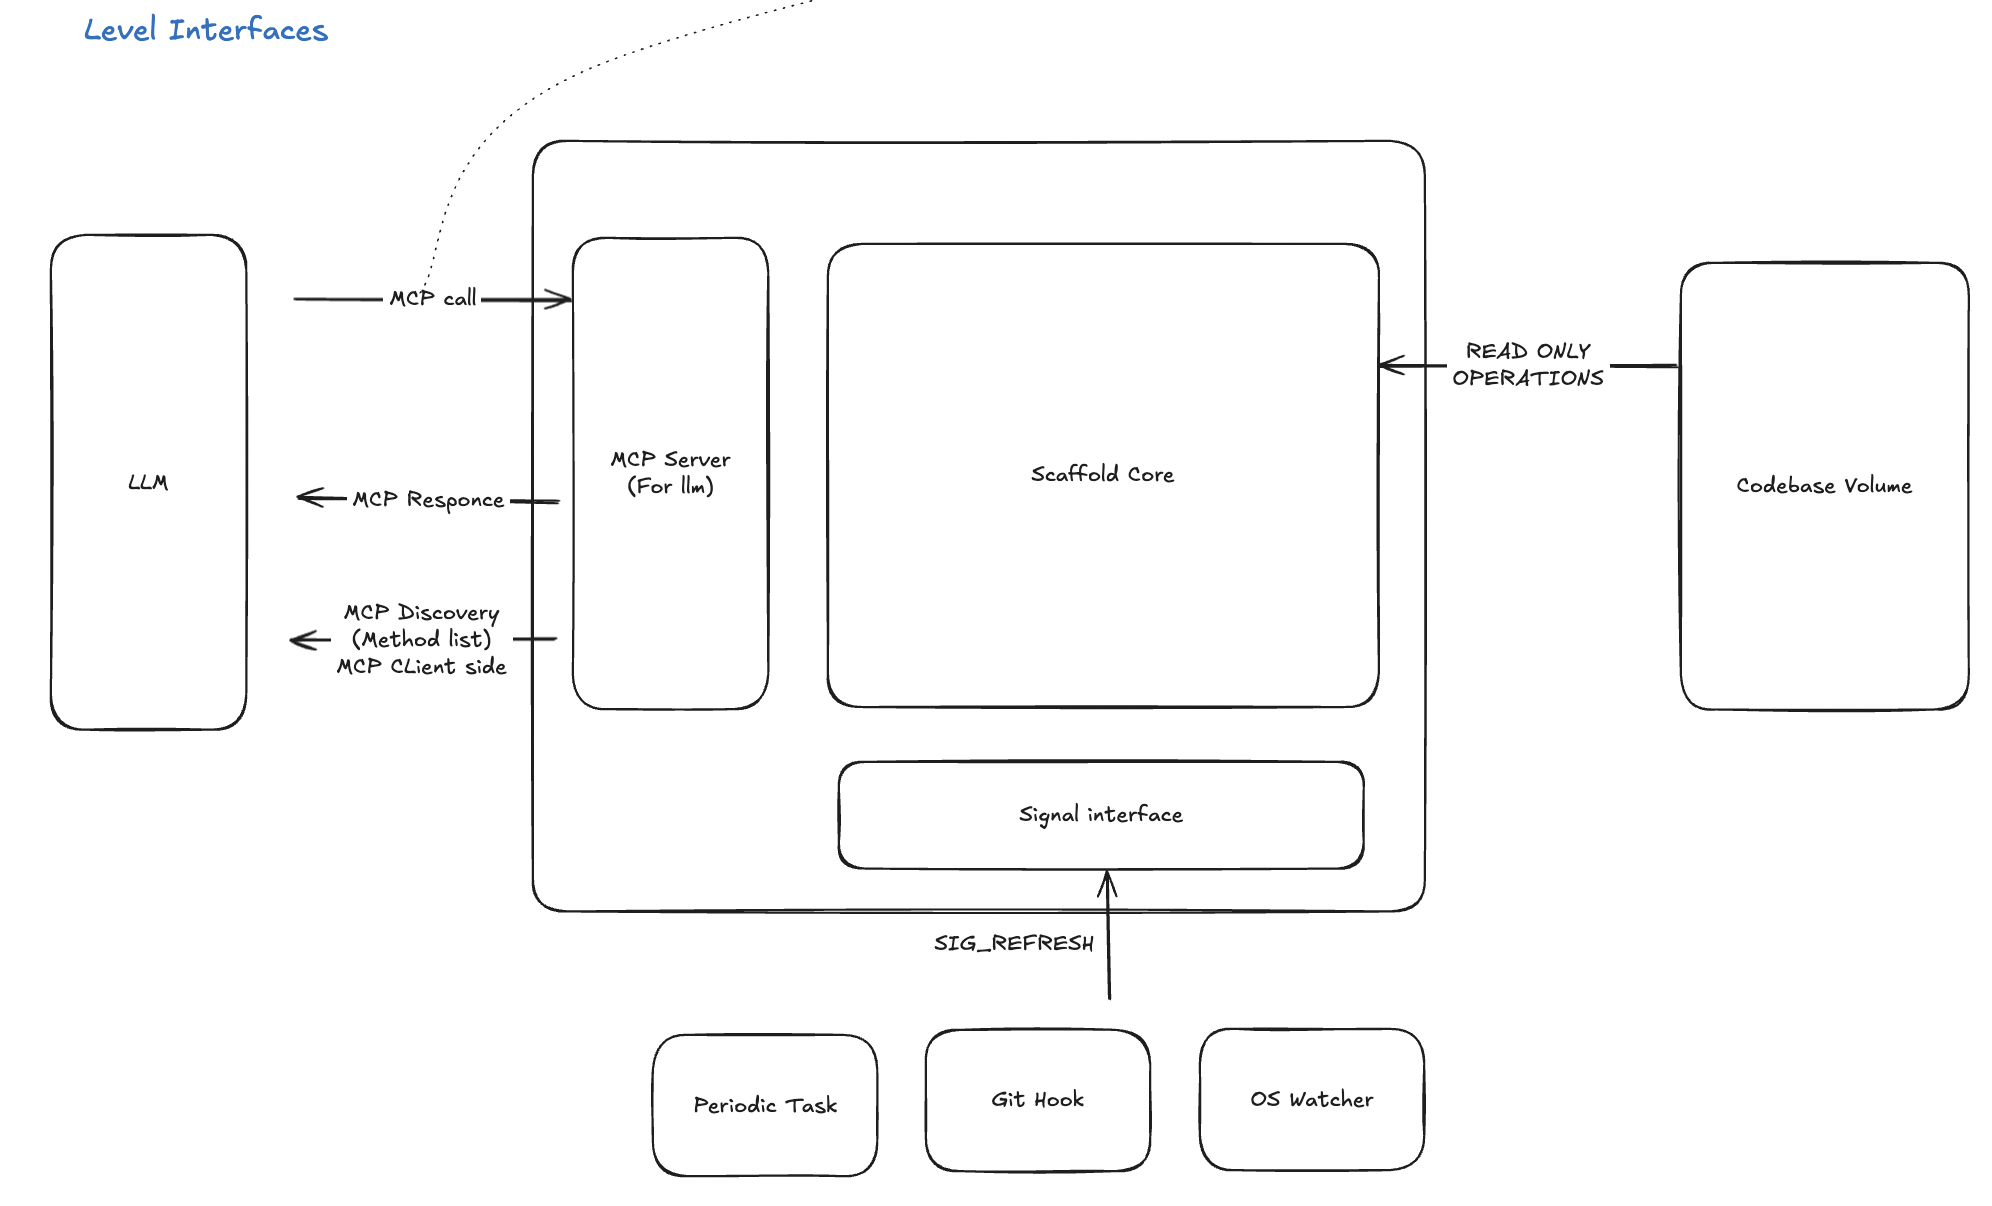 Level Interfaces
MCP call
READ ONLY
OPERATIONS
LLM
MCP Server
(For llm)
Scaffold Core
Codebase Volume
MCP Responce
MCP Discovery
(Method list)
MCP CLient side
Signal interface
SIG_REFRESH
Periodic Task
Git Hook
OS Watcher